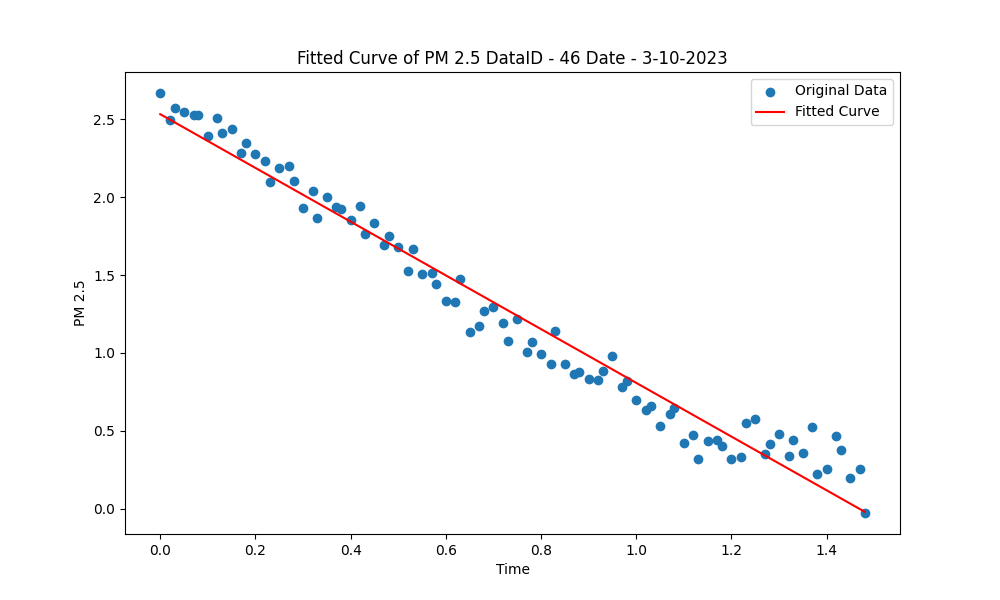 Fitted Curve of PM 2.5 DataID - 46 Date - 3-10-2023
Original Data
Fitted Curve
PM 2.5
2.5
2.0
1.5
1.0
0.5
0.0
0.0 0.2 0.4 0.6 0.8 1.0 1.2 1.4
Time